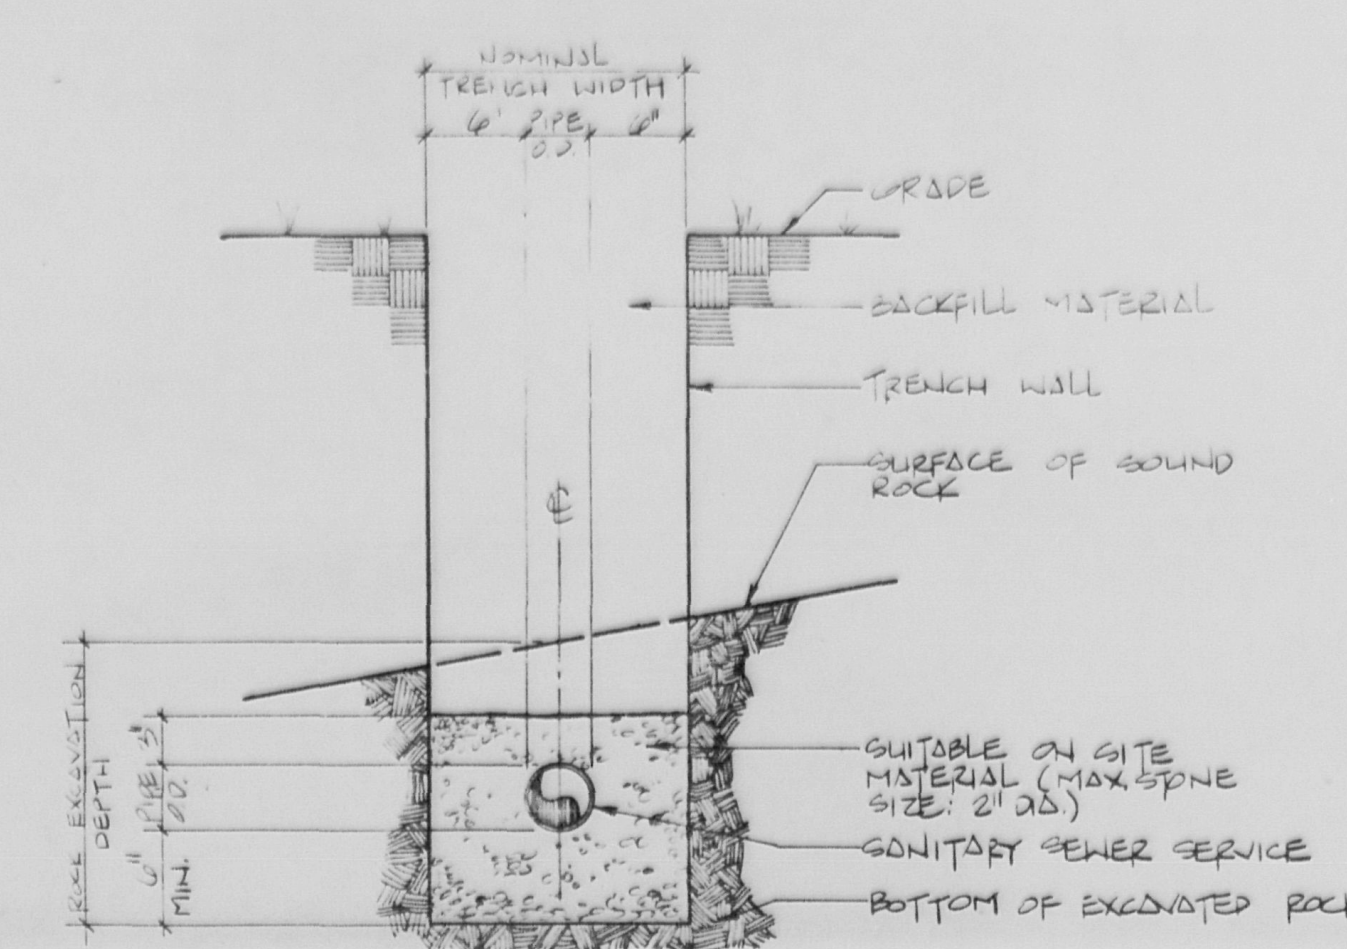 NOMINAL
TRENCH WIDTH
6' PIPE 6"
O.D.
GRADE
BACKFILL MATERIAL
TRENCH WALL
SURFACE OF SOUND
ROCK
℄
ROCK EXCAVATION
DEPTH
6" PIPE 3"
MIN. O.D.
SUITABLE ON SITE
MATERIAL (MAX. STONE
SIZE: 2" DIA.)
SANITARY SEWER SERVICE
BOTTOM OF EXCAVATED ROCK